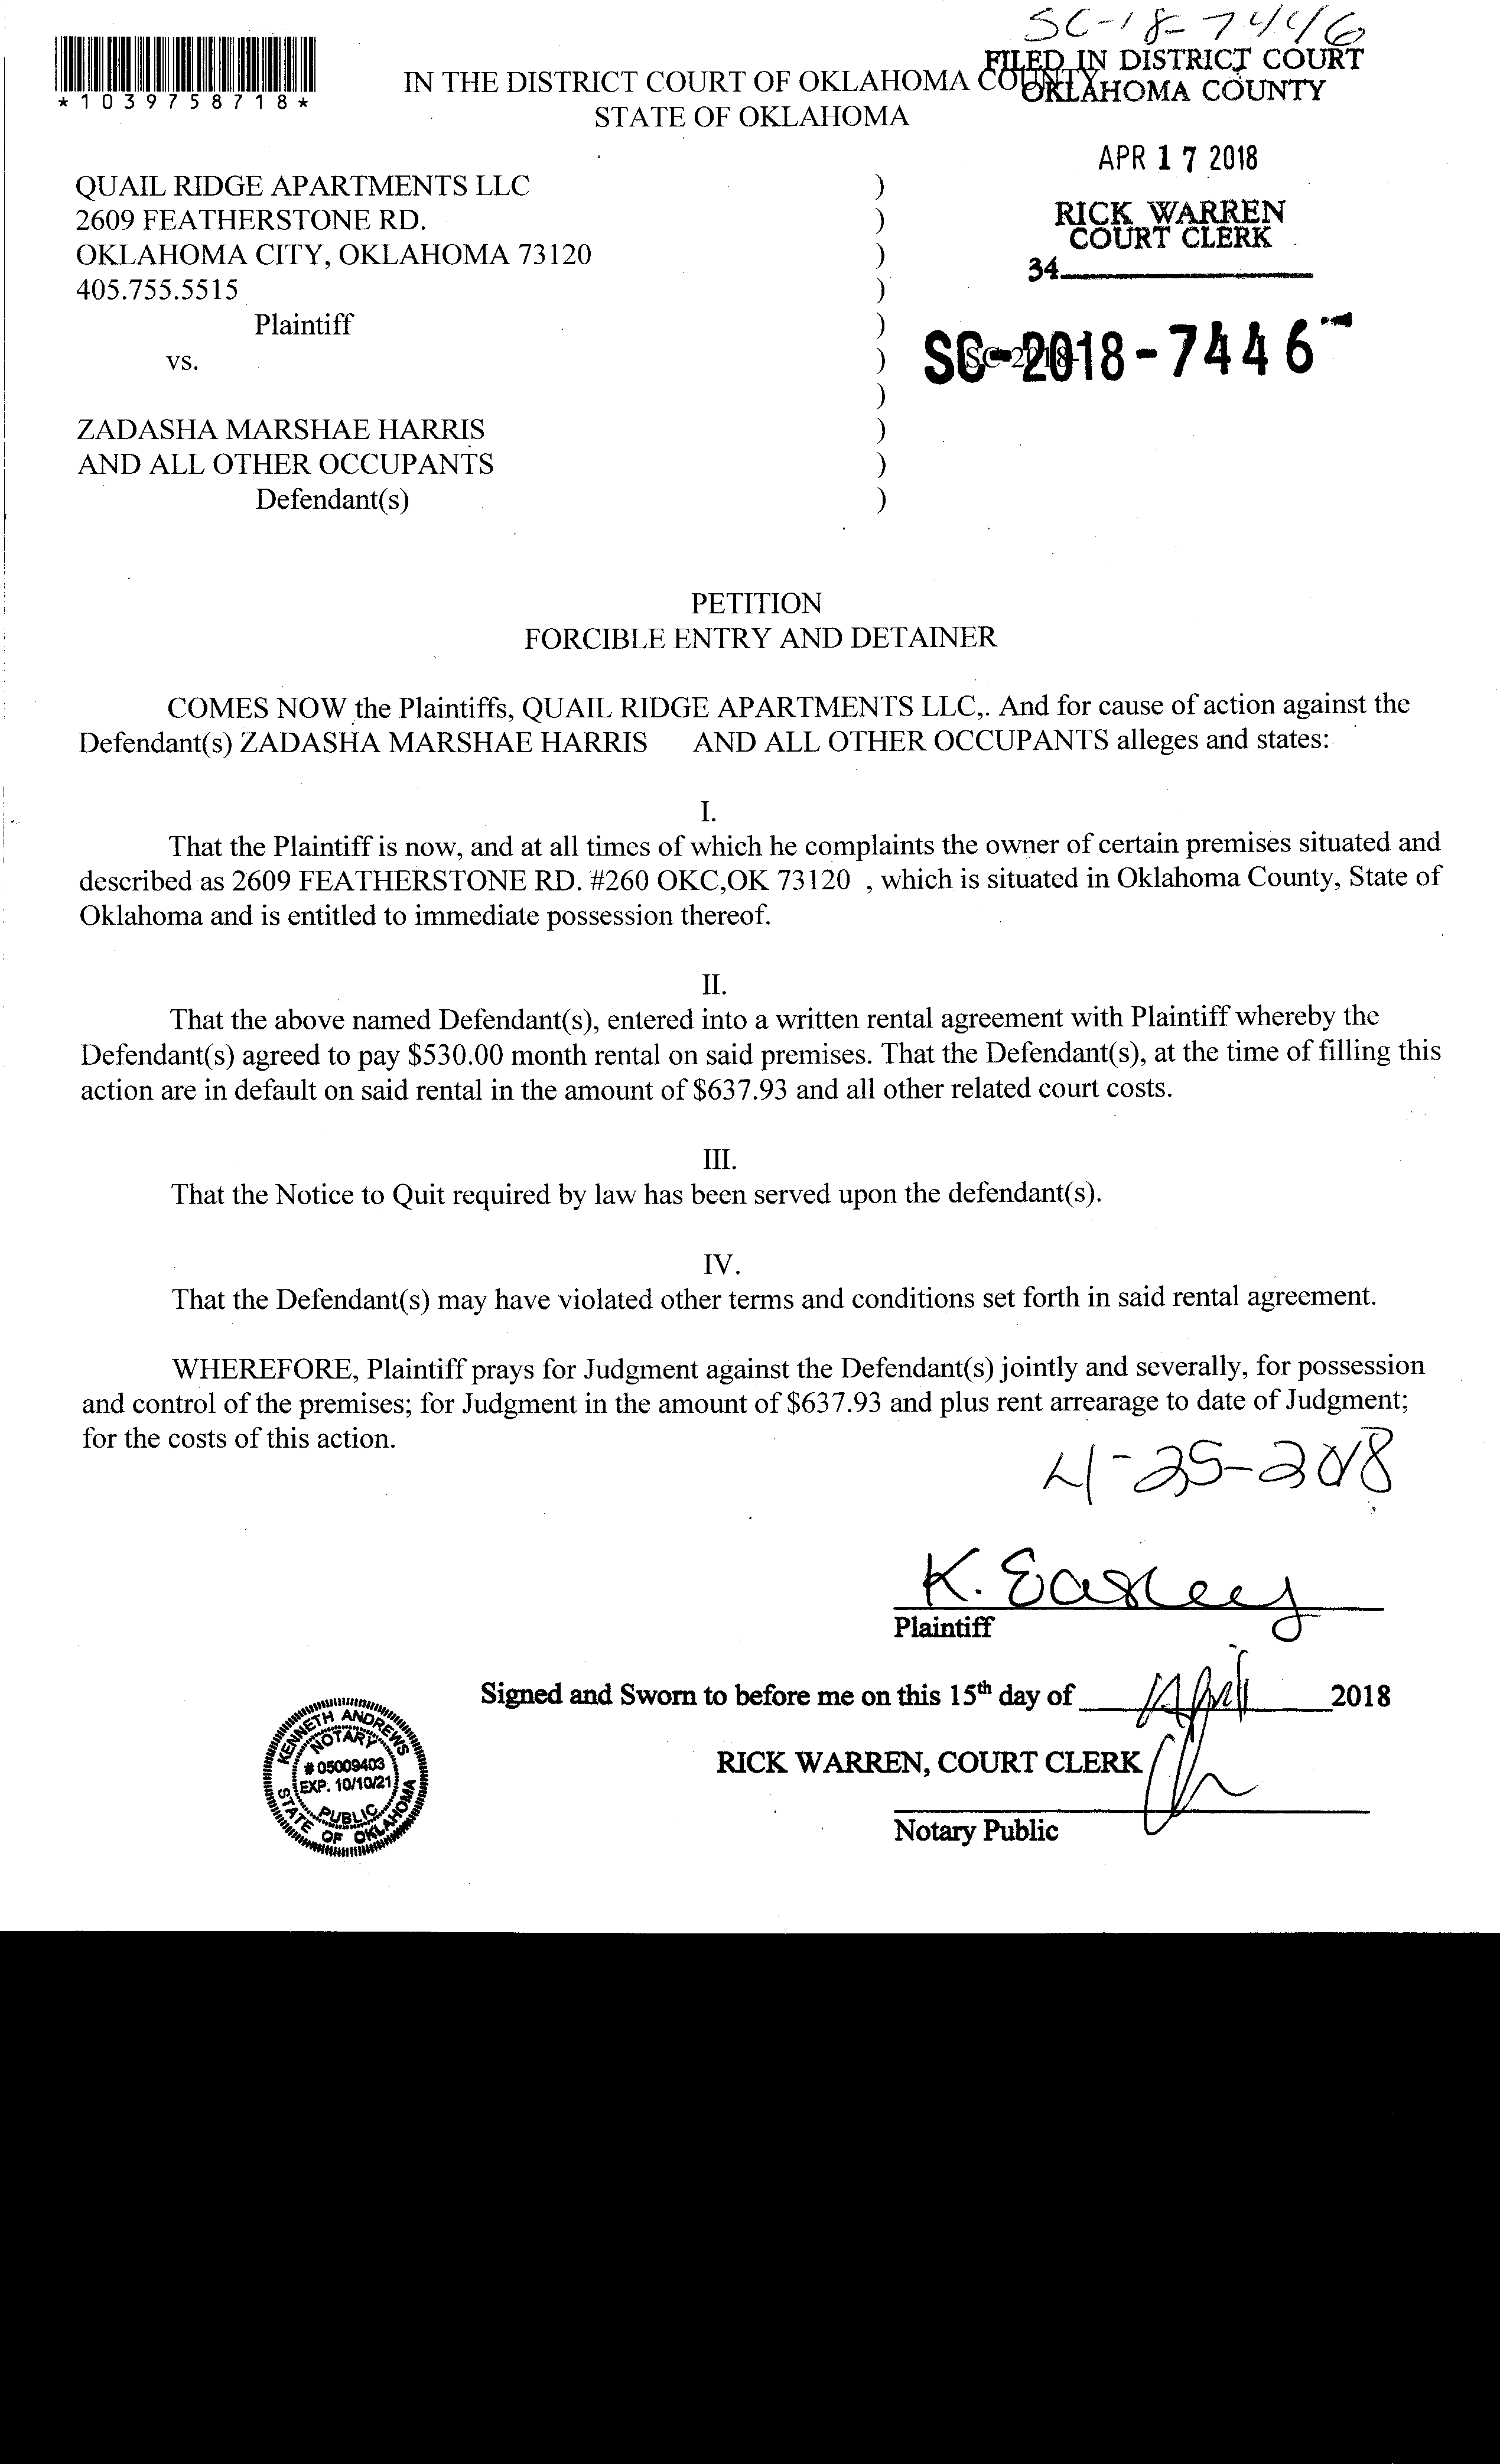 SC-18-7446
FILED IN DISTRICT COURT
OKLAHOMA COUNTY
*1039758718*
IN THE DISTRICT COURT OF OKLAHOMA COUNTY
STATE OF OKLAHOMA
APR 17 2018
RICK WARREN
COURT CLERK
34
QUAIL RIDGE APARTMENTS LLC )
2609 FEATHERSTONE RD. )
OKLAHOMA CITY, OKLAHOMA 73120 )
405.755.5515 )
Plaintiff )
vs. )
)
SC-2018-
SC-2018-7446
ZADASHA MARSHAE HARRIS )
AND ALL OTHER OCCUPANTS )
Defendant(s) )
PETITION
FORCIBLE ENTRY AND DETAINER
COMES NOW the Plaintiffs, QUAIL RIDGE APARTMENTS LLC,. And for cause of action against the
Defendant(s) ZADASHA MARSHAE HARRIS AND ALL OTHER OCCUPANTS alleges and states:
I.
That the Plaintiff is now, and at all times of which he complaints the owner of certain premises situated and
described as 2609 FEATHERSTONE RD. #260 OKC,OK 73120 , which is situated in Oklahoma County, State of
Oklahoma and is entitled to immediate possession thereof.
II.
That the above named Defendant(s), entered into a written rental agreement with Plaintiff whereby the
Defendant(s) agreed to pay $530.00 month rental on said premises. That the Defendant(s), at the time of filling this
action are in default on said rental in the amount of $637.93 and all other related court costs.
III.
That the Notice to Quit required by law has been served upon the defendant(s).
IV.
That the Defendant(s) may have violated other terms and conditions set forth in said rental agreement.
WHEREFORE, Plaintiff prays for Judgment against the Defendant(s) jointly and severally, for possession
and control of the premises; for Judgment in the amount of $637.93 and plus rent arrearage to date of Judgment;
for the costs of this action.
4-25-2018
K. Easley
Plaintiff
Signed and Sworn to before me on this 15th day of April 2018
RICK WARREN, COURT CLERK
Notary Public
KENNETH ANDREWS
NOTARY
# 05009403
EXP. 10/10/21
PUBLIC
STATE OF OKLAHOMA